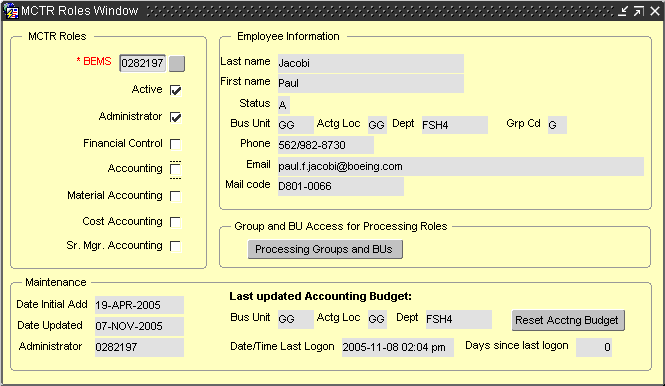 MCTR Roles Window
MCTR Roles
* BEMS 0282197
Active
Administrator
Financial Control
Accounting
Material Accounting
Cost Accounting
Sr. Mgr. Accounting
Employee Information
Last name Jacobi
First name Paul
Status A
Bus Unit GG Actg Loc GG Dept FSH4 Grp Cd G
Phone 562/982-8730
Email paul.f.jacobi@boeing.com
Mail code D801-0066
Group and BU Access for Processing Roles
Processing Groups and BUs
Maintenance
Date Initial Add 19-APR-2005
Date Updated 07-NOV-2005
Administrator 0282197
Last updated Accounting Budget:
Bus Unit GG Actg Loc GG Dept FSH4 Reset Acctng Budget
Date/Time Last Logon 2005-11-08 02:04 pm Days since last logon 0